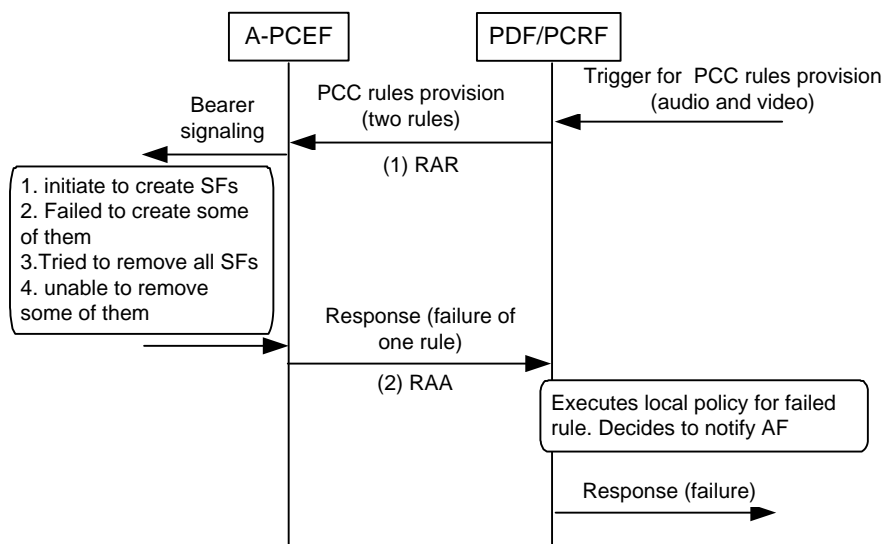 A-PCEF
PDF/PCRF
Trigger for PCC rules provision
(audio and video)
PCC rules provision
(two rules)
Bearer
signaling
(1) RAR
1. initiate to create SFs
2. Failed to create some
of them
3.Tried to remove all SFs
4. unable to remove
some of them
Response (failure of
one rule)
(2) RAA
Executes local policy for failed
rule. Decides to notify AF
Response (failure)